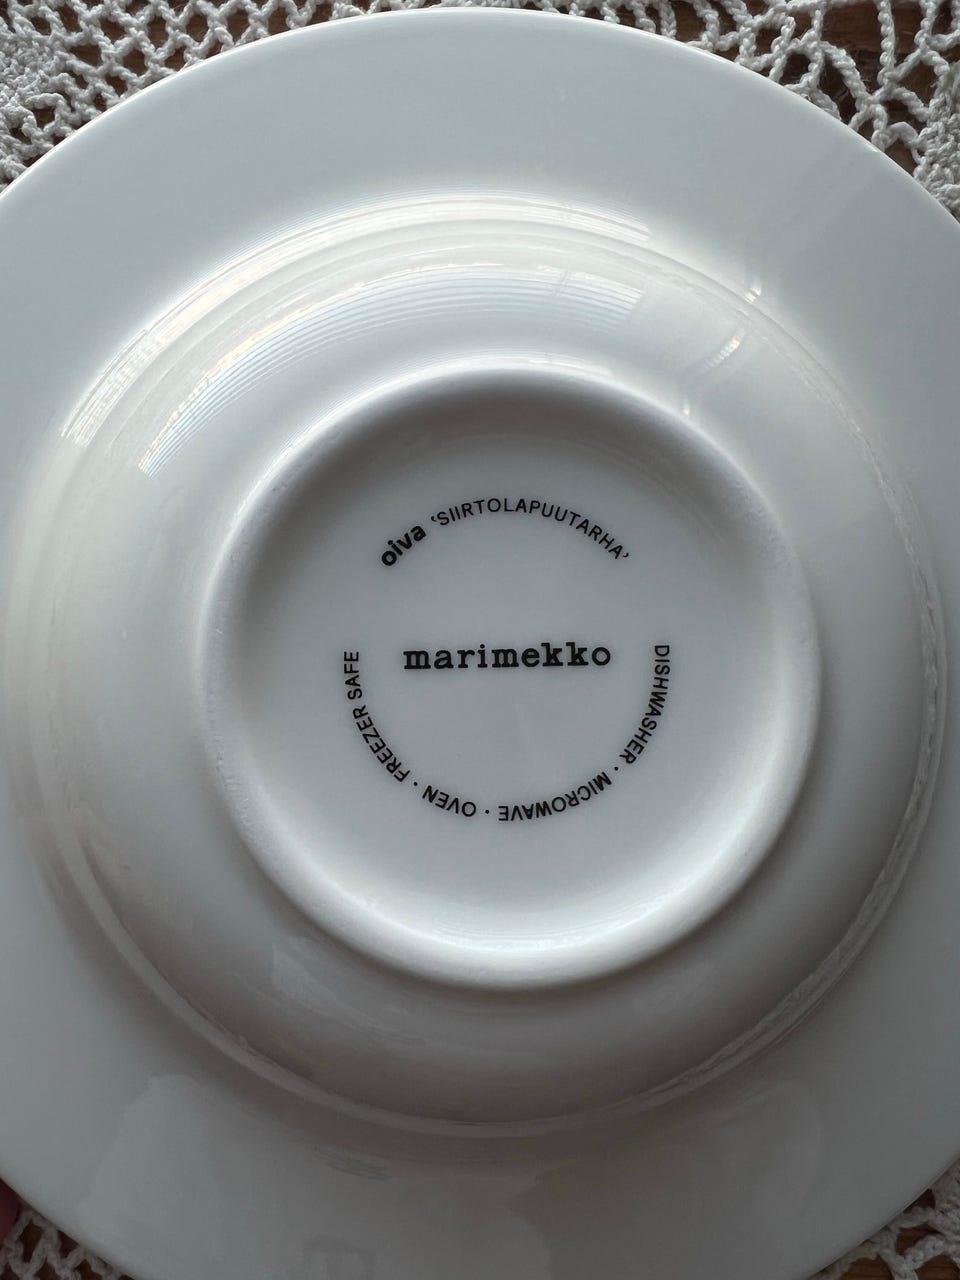 oiva 'SIIRTOLAPUUTARHA'
marimekko
DISHWASHER · MICROWAVE · OVEN · FREEZER SAFE